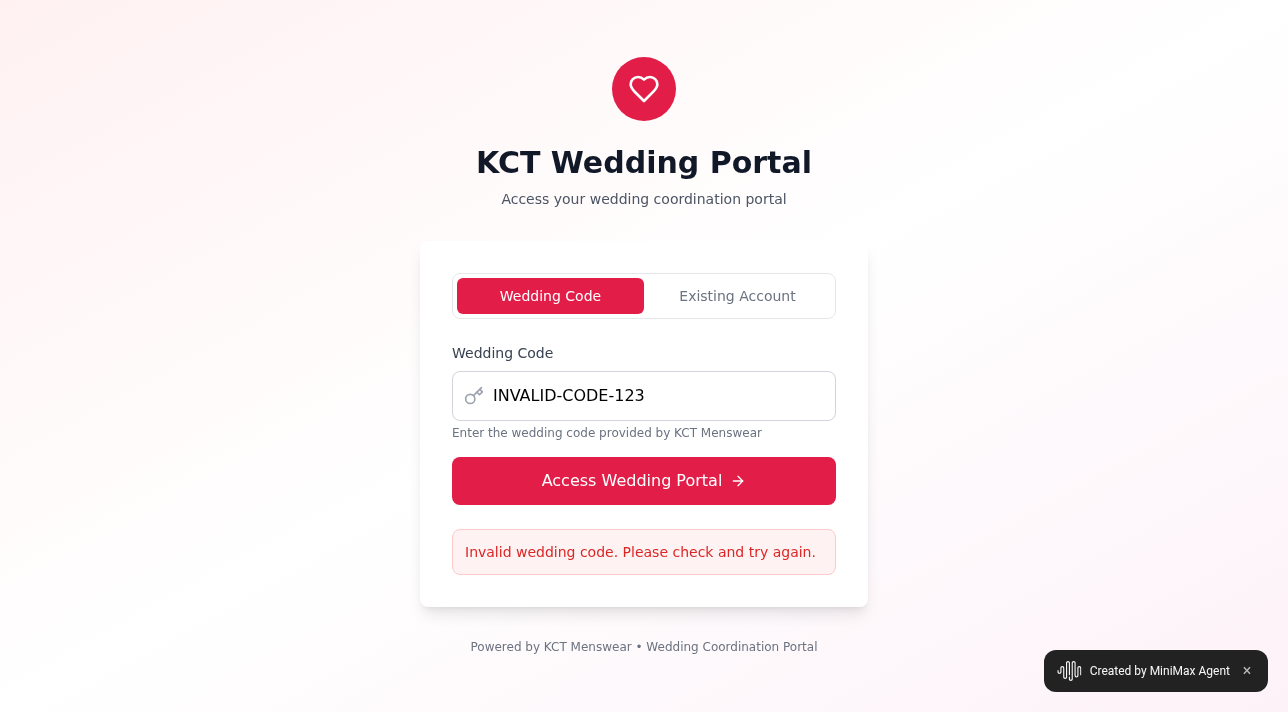 KCT Wedding Portal
Access your wedding coordination portal
Wedding Code
Existing Account
Wedding Code
INVALID-CODE-123
Enter the wedding code provided by KCT Menswear
Access Wedding Portal →
Invalid wedding code. Please check and try again.
Powered by KCT Menswear • Wedding Coordination Portal
Created by MiniMax Agent ×